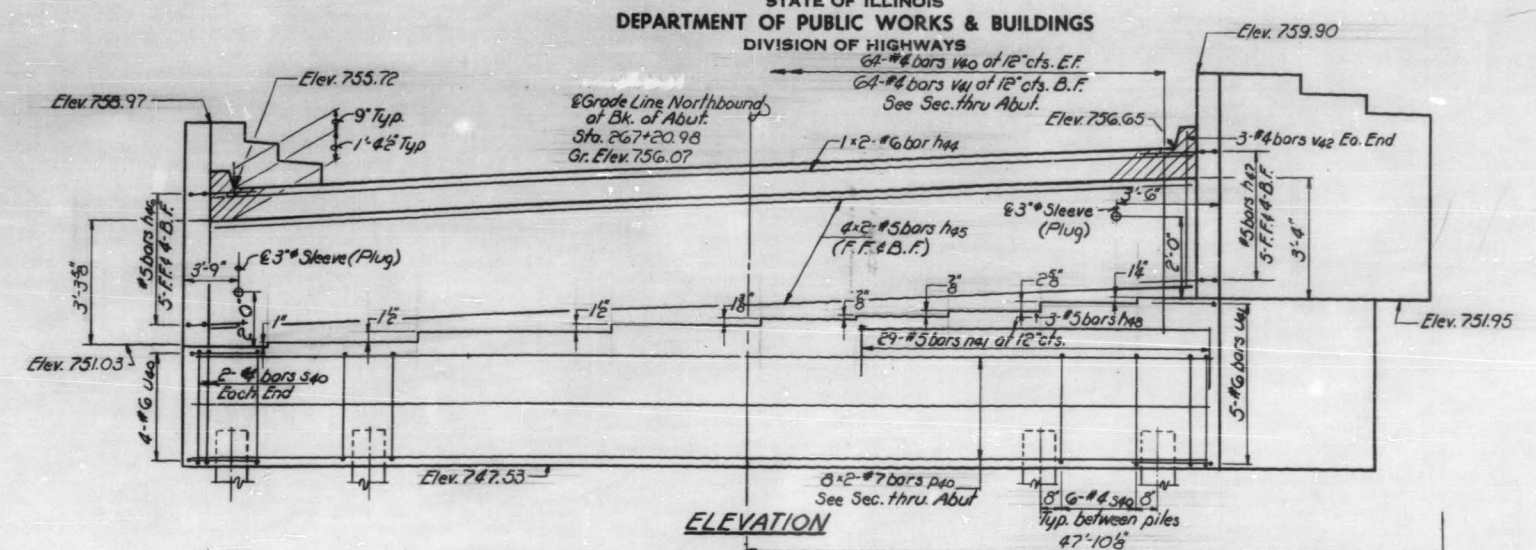 STATE OF ILLINOIS
DEPARTMENT OF PUBLIC WORKS & BUILDINGS
DIVISION OF HIGHWAYS
64-#4 bars v40 at 12" cts. E.F.
64-#4 bars v41 at 12" cts. B.F.
See Sec. thru Abut.
Elev. 759.90
Elev. 755.72
Elev. 758.97
9" Typ.
1'-4½" Typ
℄ Grade Line Northbound
at Bk. of Abut.
Sta. 267+20.98
Gr. Elev. 756.07
Elev. 756.65
3-#4 bars v42 Ea. End
1×2-#6 bar h44
#5 bars h46
5-F.F. & 4-B.F.
3'-3⅝"
3'-9"
℄ 3"⌀ Sleeve (Plug)
2'-0"
4×2-#5 bars h45
(F.F. & B.F.)
℄ 3"⌀ Sleeve
(Plug)
3'-6"
2'-0"
#5 bars h47
5-F.F. & 4-B.F.
3'-4"
1"
1½"
1½"
1⅞"
⅞"
⅞"
2⅝"
1¼"
3-#5 bars h48
29-#5 bars n41 at 12" cts.
Elev. 751.95
Elev. 751.03
2-#4 bars s40
Each End
4-#6 u40
5-#6 bars u41
Elev. 747.53
8×2-#7 bars p40
See Sec. thru. Abut
8" 6-#4 s40 8"
Typ. between piles
47'-10⅛"
ELEVATION